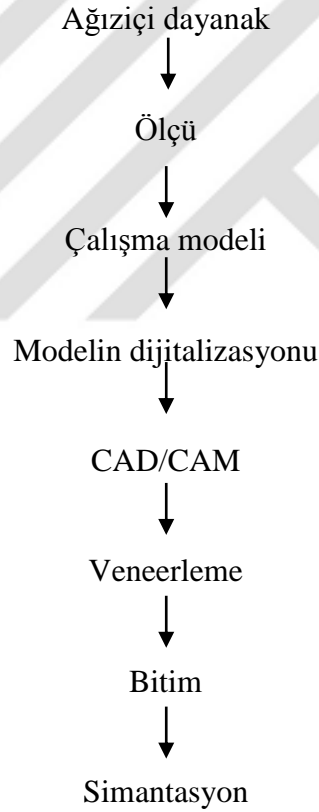 Ağıziçi dayanak
Ölçü
Çalışma modeli
Modelin dijitalizasyonu
CAD/CAM
Veneerleme
Bitim
Simantasyon